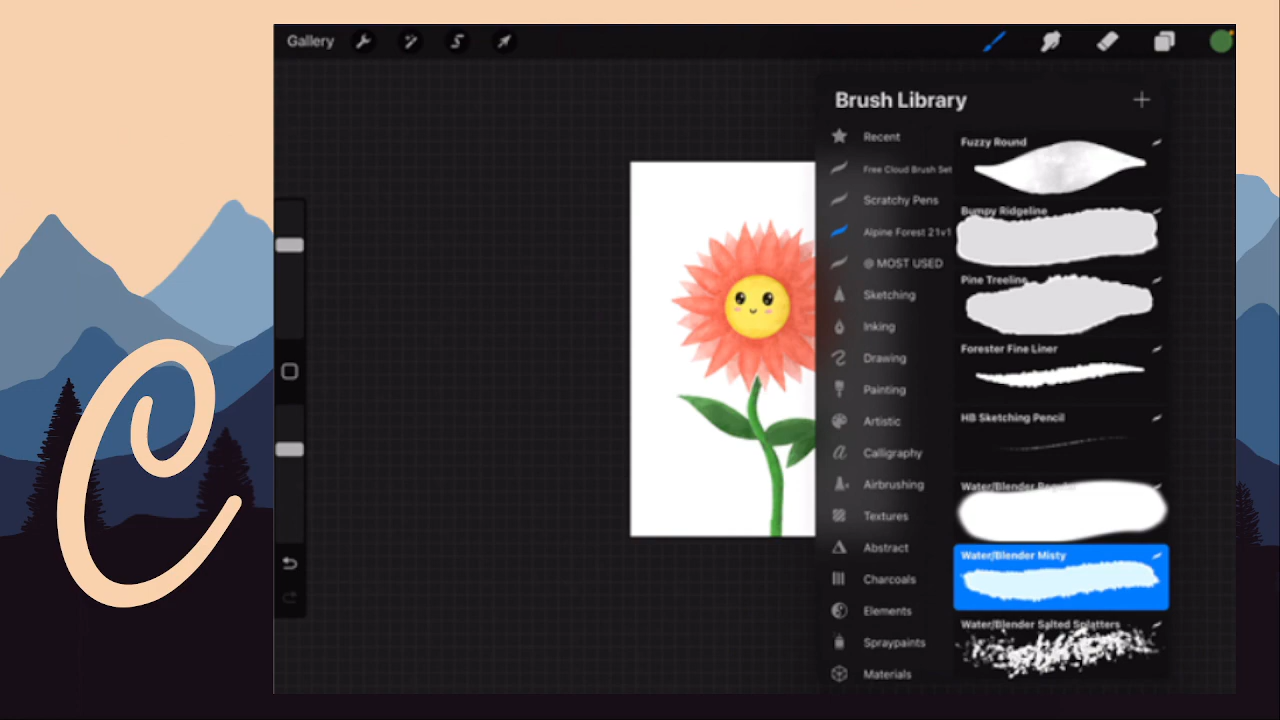 Gallery
Brush Library
Recent
Free Cloud Brush Set
Scratchy Pens
Alpine Forest 21v1
@ MOST USED
Sketching
Inking
Drawing
Painting
Artistic
Calligraphy
Airbrushing
Textures
Abstract
Charcoals
Elements
Spraypaints
Materials
Fuzzy Round
Bumpy Ridgeline
Pine Treeline
Forester Fine Liner
HB Sketching Pencil
Water/Blender Regular
Water/Blender Misty
Water/Blender Salted Splatters
C